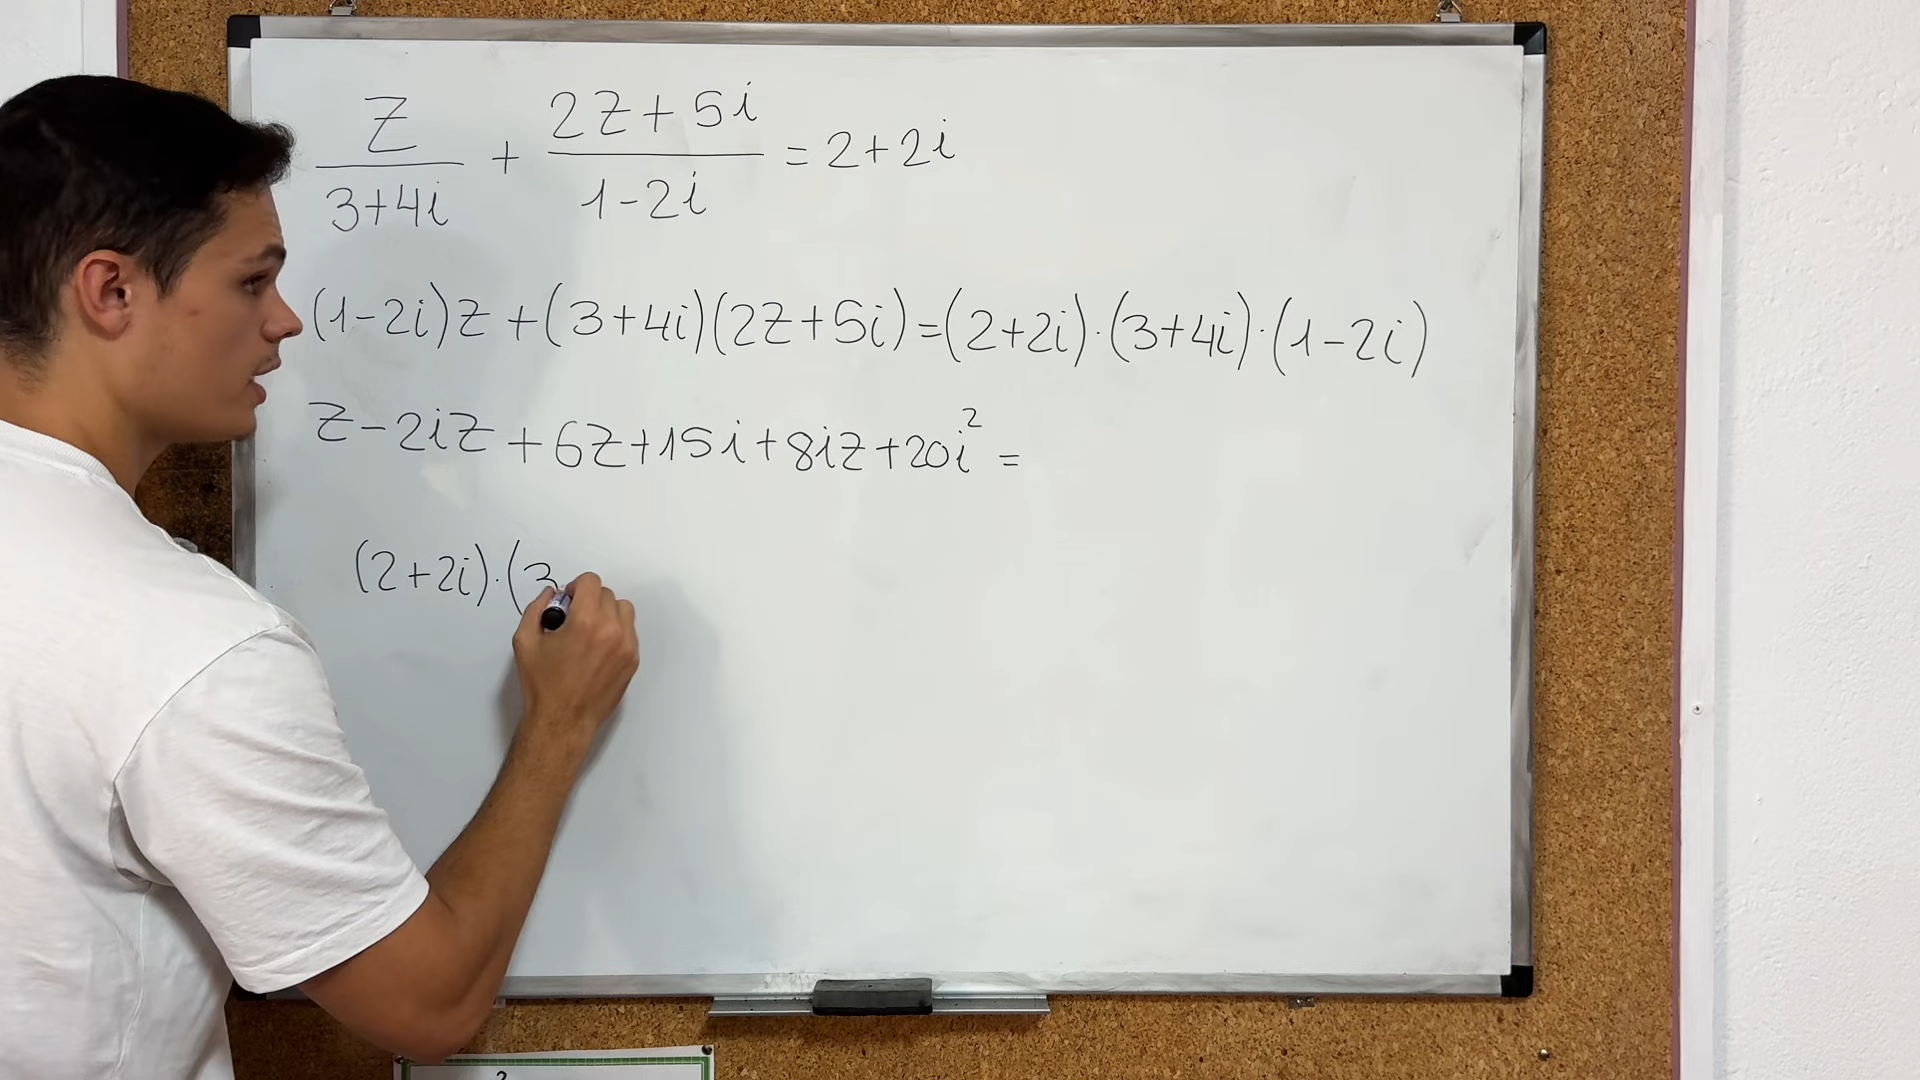 z/(3+4i) + (2z+5i)/(1-2i) = 2+2i
(1-2i)z+(3+4i)(2z+5i)=(2+2i)·(3+4i)·(1-2i)
z-2iz+6z+15i+8iz+20i² =
(2+2i)·(3
2